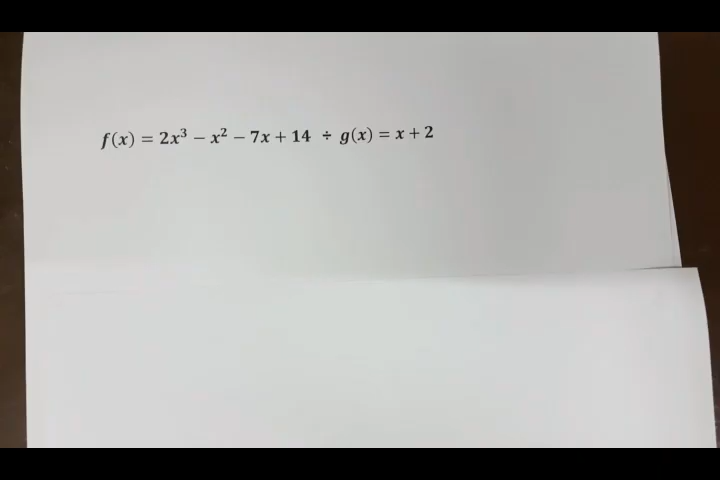 f(x) = 2x³ − x² − 7x + 14 ÷ g(x) = x + 2